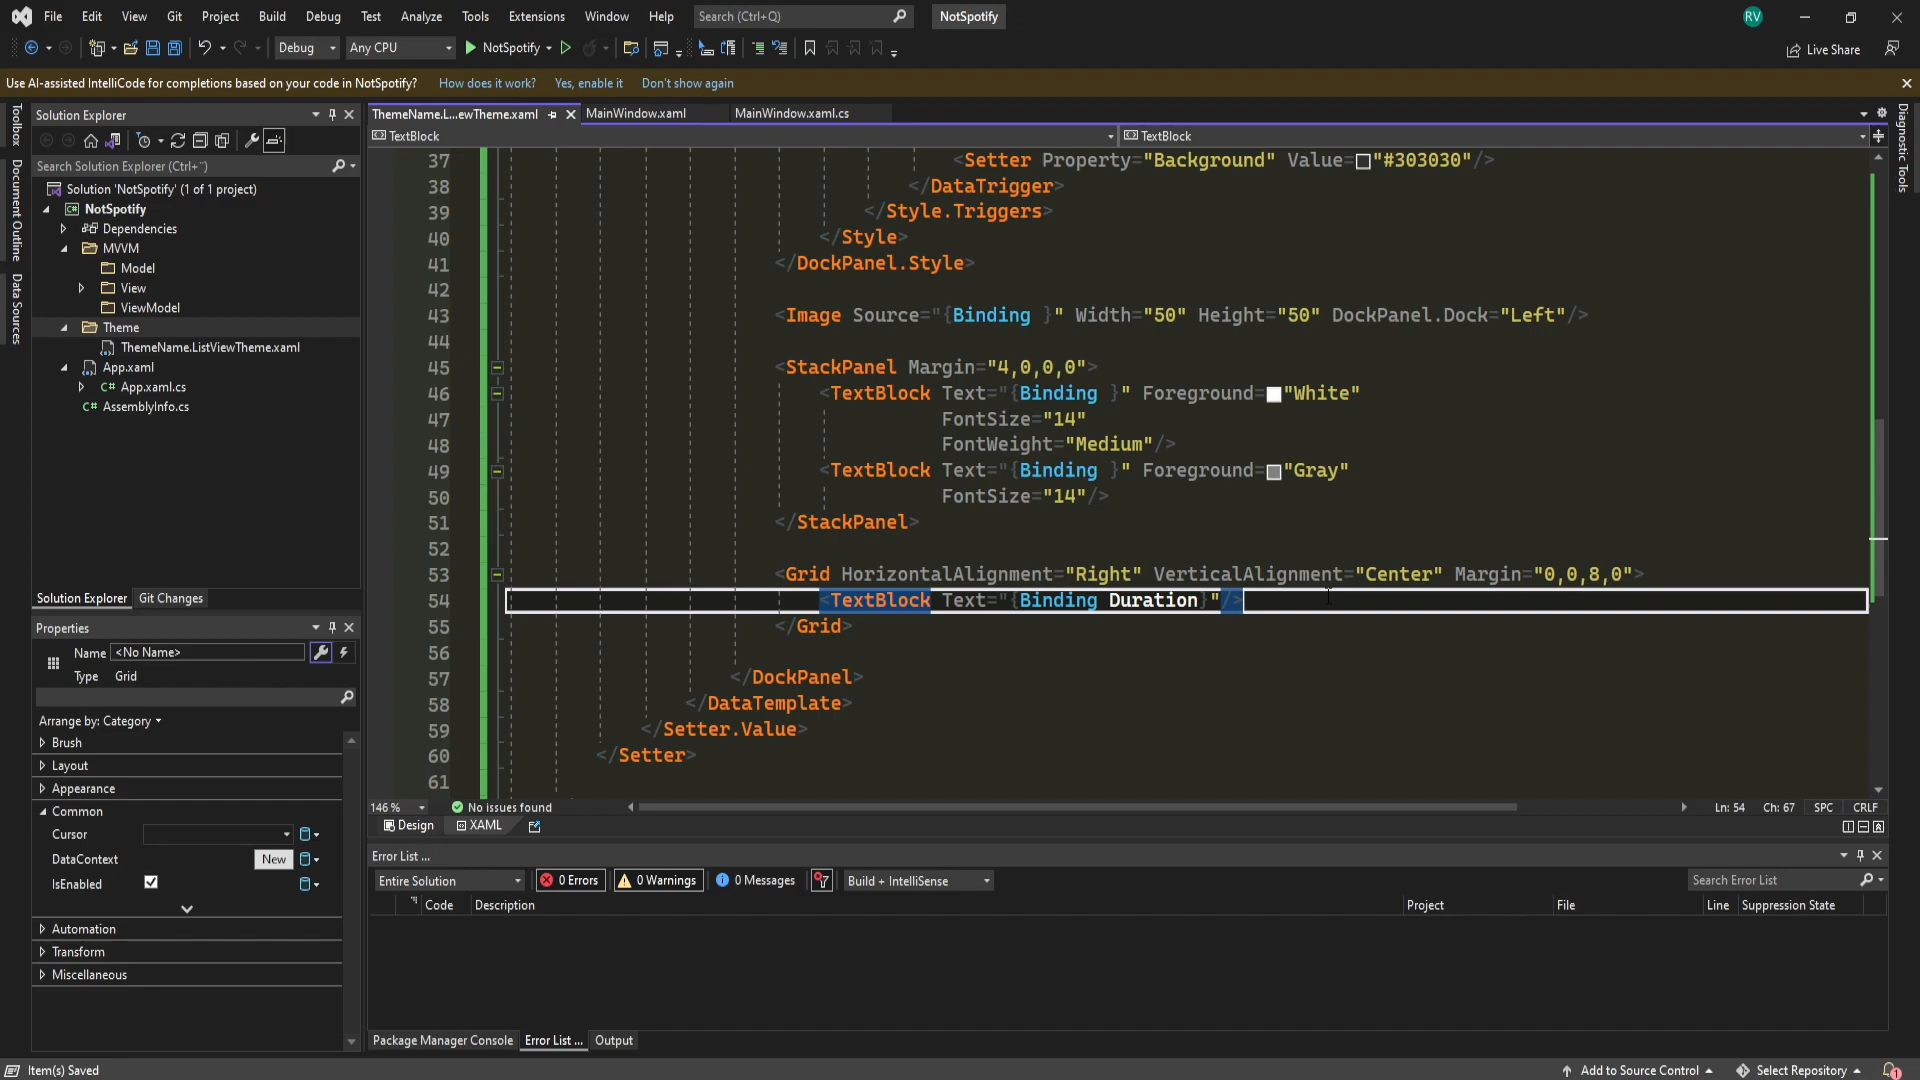 File Edit View Git Project Build Debug Test Analyze Tools Extensions Window Help Search (Ctrl+Q) NotSpotify RV
Debug Any CPU NotSpotify Live Share
Use AI-assisted IntelliCode for completions based on your code in NotSpotify? How does it work? Yes, enable it Don't show again
Toolbox
Document Outline
Data Sources
Solution Explorer
Search Solution Explorer (Ctrl+¨)
Solution 'NotSpotify' (1 of 1 project)
C# NotSpotify
Dependencies
MVVM
Model
View
ViewModel
Theme
ThemeName.ListViewTheme.xaml
App.xaml
C# App.xaml.cs
C# AssemblyInfo.cs
Solution Explorer Git Changes
Properties
Name <No Name>
Type Grid
Arrange by: Category
Brush
Layout
Appearance
Common
Cursor
DataContext New
IsEnabled
Automation
Transform
Miscellaneous
ThemeName.L...ewTheme.xaml MainWindow.xaml MainWindow.xaml.cs
TextBlock TextBlock
37 <Setter Property="Background" Value="#303030"/>
38 </DataTrigger>
39 </Style.Triggers>
40 </Style>
41 </DockPanel.Style>
42
43 <Image Source="{Binding }" Width="50" Height="50" DockPanel.Dock="Left"/>
44
45 <StackPanel Margin="4,0,0,0">
46 <TextBlock Text="{Binding }" Foreground="White"
47 FontSize="14"
48 FontWeight="Medium"/>
49 <TextBlock Text="{Binding }" Foreground="Gray"
50 FontSize="14"/>
51 </StackPanel>
52
53 <Grid HorizontalAlignment="Right" VerticalAlignment="Center" Margin="0,0,8,0">
54 <TextBlock Text="{Binding Duration}"/>
55 </Grid>
56
57 </DockPanel>
58 </DataTemplate>
59 </Setter.Value>
60 </Setter>
61
146 % No issues found Ln: 54 Ch: 67 SPC CRLF
Design XAML
Error List ...
Entire Solution 0 Errors 0 Warnings 0 Messages Build + IntelliSense Search Error List
Code Description Project File Line Suppression State
Package Manager Console Error List ... Output
Diagnostic Tools
Item(s) Saved Add to Source Control Select Repository 1